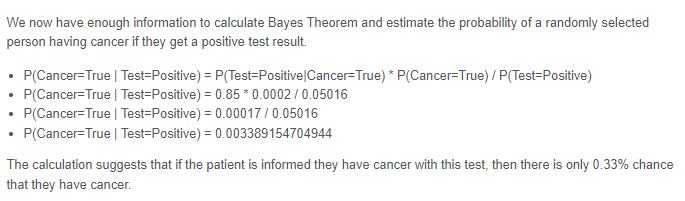 We now have enough information to calculate Bayes Theorem and estimate the probability of a randomly selected
person having cancer if they get a positive test result.
• P(Cancer=True | Test=Positive) = P(Test=Positive|Cancer=True) * P(Cancer=True) / P(Test=Positive)
• P(Cancer=True | Test=Positive) = 0.85 * 0.0002 / 0.05016
• P(Cancer=True | Test=Positive) = 0.00017 / 0.05016
• P(Cancer=True | Test=Positive) = 0.003389154704944
The calculation suggests that if the patient is informed they have cancer with this test, then there is only 0.33% chance
that they have cancer.